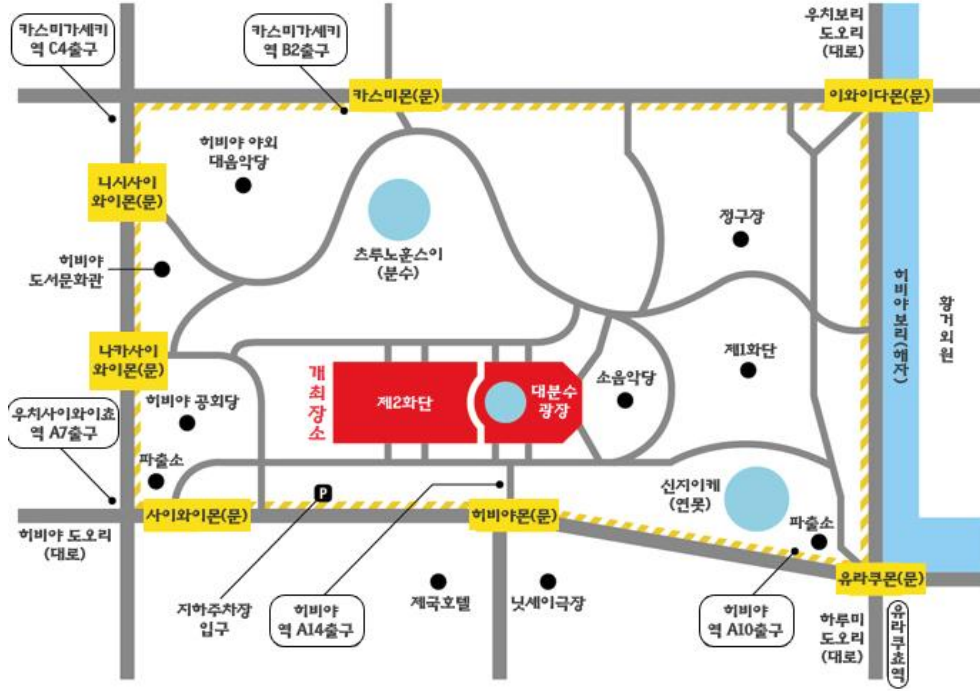 카스미가세키
역 C4출구
카스미가세키
역 B2출구
우치보리
도오리
(대로)
카스미몬(문)
이와이다몬(문)
히비야 야외
대음악당
니시사이
와이몬(문)
츠루노훈스이
(분수)
정구장
히비야
도서문화관
히비야보리(해자)
황거외원
나카사이
와이몬(문)
개최장소
제2화단
대분수
광장
소음악당
제1화단
히비야 공회당
우치사이와이쵸
역 A7출구
파출소
신지이케
(연못)
P
사이와이몬(문)
히비야몬(문)
파출소
히비야 도오리
(대로)
유라쿠몬(문)
지하주차장
입구
히비야
역 A14출구
제국호텔
닛세이극장
히비야
역 A10출구
하루미
도오리
(대로)
유라쿠쵸역